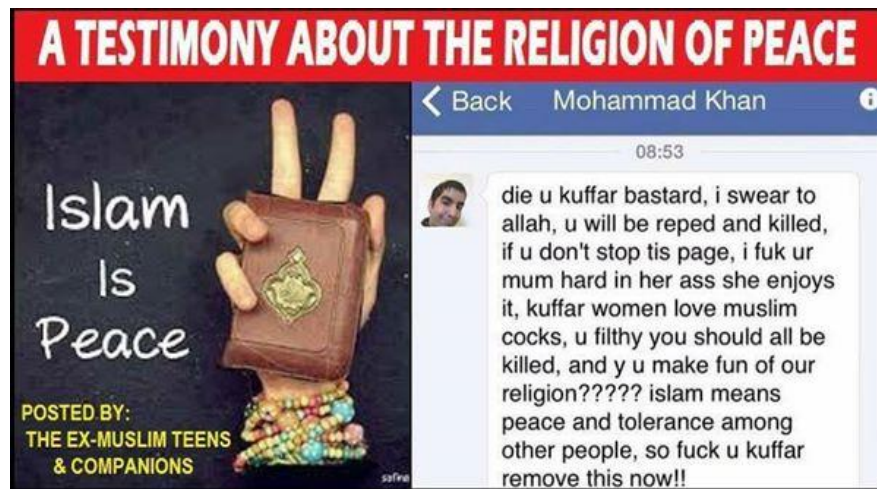 A TESTIMONY ABOUT THE RELIGION OF PEACE
Islam
Is
Peace
POSTED BY:
THE EX-MUSLIM TEENS
& COMPANIONS
safina
Back Mohammad Khan
08:53
die u kuffar bastard, i swear to
allah, u will be reped and killed,
if u don't stop tis page, i fuk ur
mum hard in her ass she enjoys
it, kuffar women love muslim
cocks, u filthy you should all be
killed, and y u make fun of our
religion????? islam means
peace and tolerance among
other people, so fuck u kuffar
remove this now!!